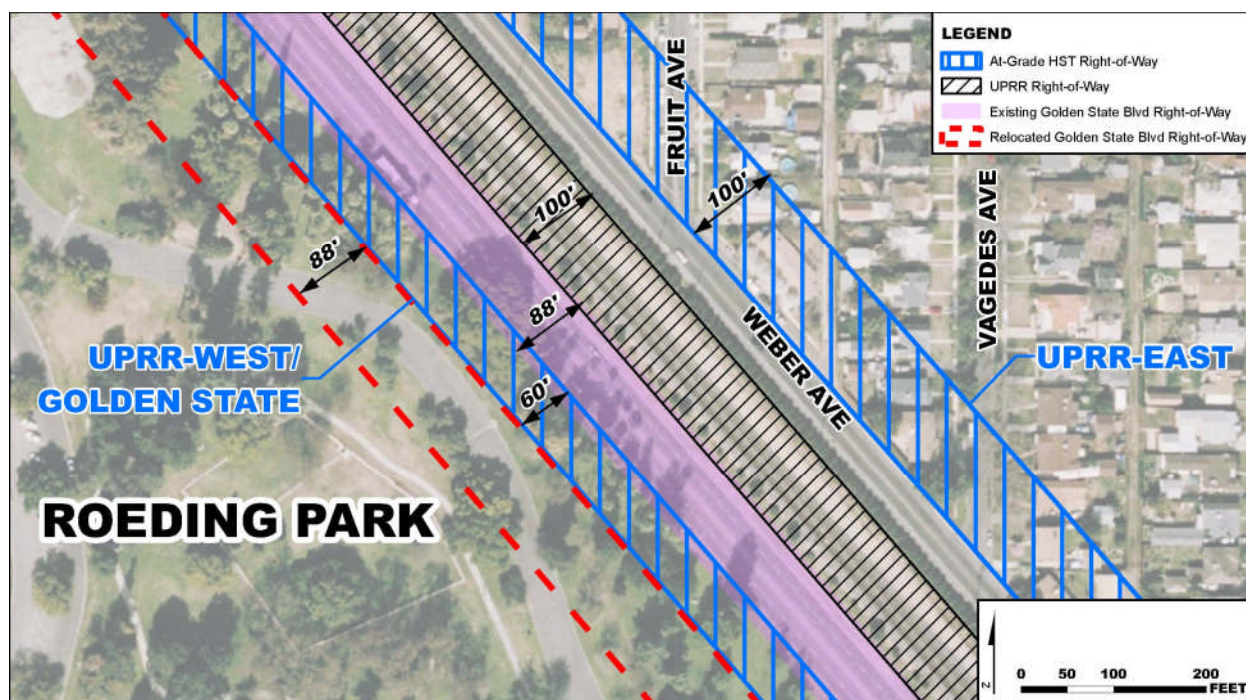 LEGEND
At-Grade HST Right-of-Way
UPRR Right-of-Way
Existing Golden State Blvd Right-of-Way
Relocated Golden State Blvd Right-of-Way
FRUIT AVE
VAGEDES AVE
100'
100'
88'
88'
60'
WEBER AVE
UPRR-WEST/
GOLDEN STATE
UPRR-EAST
ROEDING PARK
N
0 50 100 200
FEET